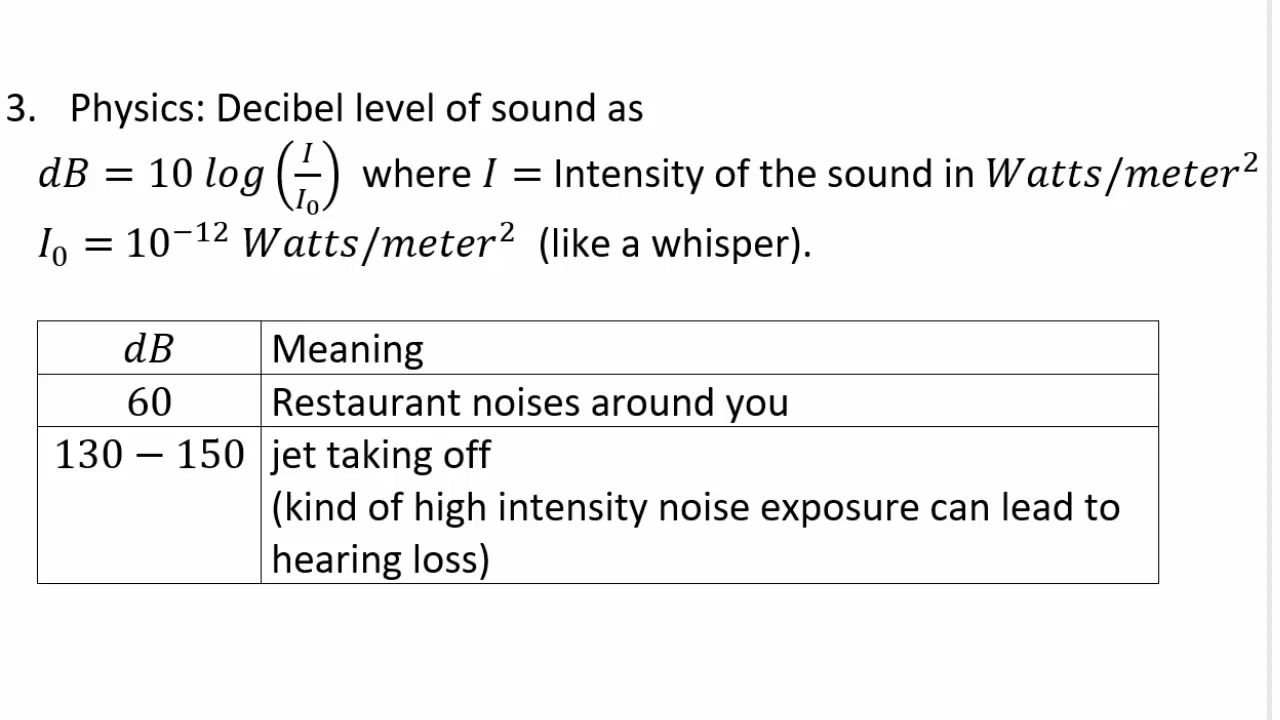 3. Physics: Decibel level of sound as
dB = 10 log (I/I₀) where I = Intensity of the sound in Watts/meter²
I₀ = 10⁻¹² Watts/meter² (like a whisper).
dB Meaning
60 Restaurant noises around you
130 − 150 jet taking off
(kind of high intensity noise exposure can lead to
hearing loss)